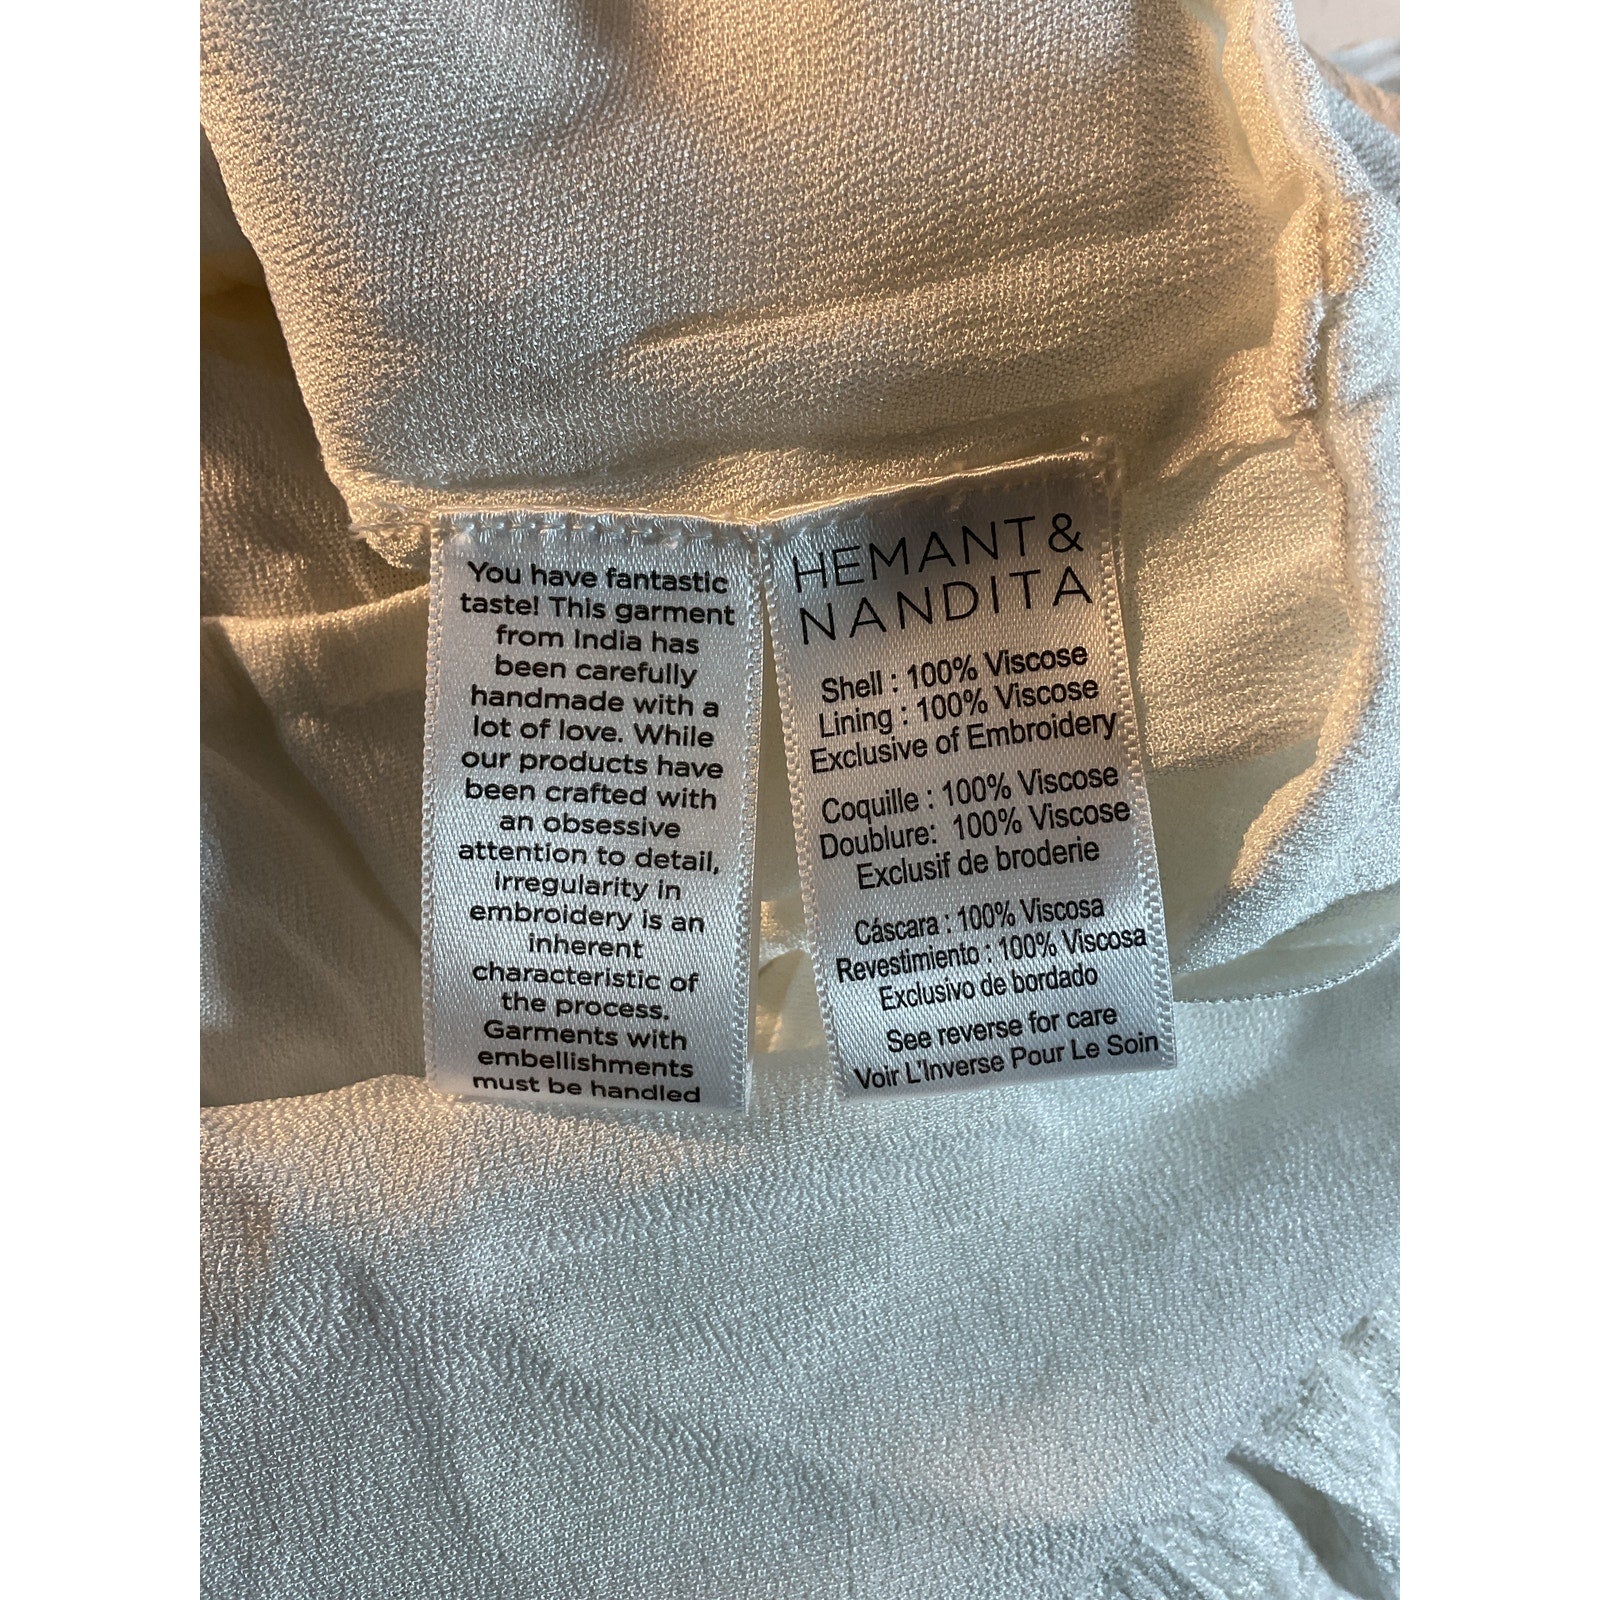 You have fantastic
taste! This garment
from India has
been carefully
handmade with a
lot of love. While
our products have
been crafted with
an obsessive
attention to detail,
irregularity in
embroidery is an
inherent
characteristic of
the process.
Garments with
embellishments
must be handled
HEMANT &
NANDITA
Shell : 100% Viscose
Lining : 100% Viscose
Exclusive of Embroidery
Coquille : 100% Viscose
Doublure: 100% Viscose
Exclusif de broderie
Cáscara : 100% Viscosa
Revestimiento : 100% Viscosa
Exclusivo de bordado
See reverse for care
Voir L'Inverse Pour Le Soin